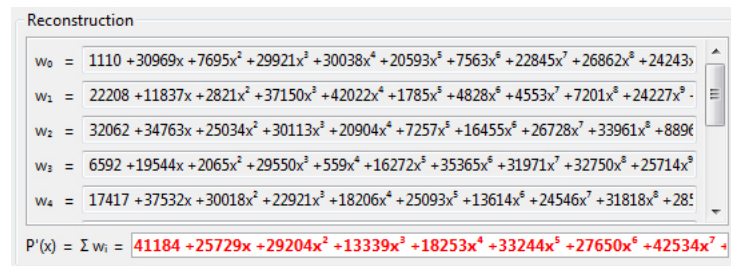 Reconstruction
w₀ = 1110 +30969x +7695x² +29921x³ +30038x⁴ +20593x⁵ +7563x⁶ +22845x⁷ +26862x⁸ +24243
w₁ = 22208 +11837x +2821x² +37150x³ +42022x⁴ +1785x⁵ +4828x⁶ +4553x⁷ +7201x⁸ +24227x⁹ -
w₂ = 32062 +34763x +25034x² +30113x³ +20904x⁴ +7257x⁵ +16455x⁶ +26728x⁷ +33961x⁸ +8896
w₃ = 6592 +19544x +2065x² +29550x³ +559x⁴ +16272x⁵ +35365x⁶ +31971x⁷ +32750x⁸ +25714x⁹
w₄ = 17417 +37532x +30018x² +22921x³ +18206x⁴ +25093x⁵ +13614x⁶ +24546x⁷ +31818x⁸ +28
P'(x) = Σ wᵢ = 41184 +25729x +29204x² +13339x³ +18253x⁴ +33244x⁵ +27650x⁶ +42534x⁷ +